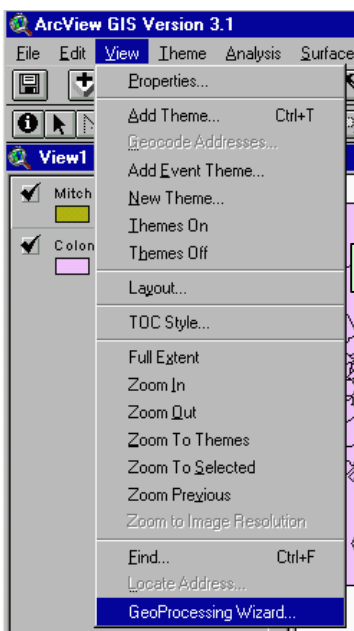 ArcView GIS Version 3.1
File Edit View Theme Analysis Surface
View1
Mitch
Colon
Properties...
Add Theme... Ctrl+T
Geocode Addresses...
Add Event Theme...
New Theme...
Themes On
Themes Off
Layout...
TOC Style...
Full Extent
Zoom In
Zoom Out
Zoom To Themes
Zoom To Selected
Zoom Previous
Zoom to Image Resolution
Find... Ctrl+F
Locate Address...
GeoProcessing Wizard...